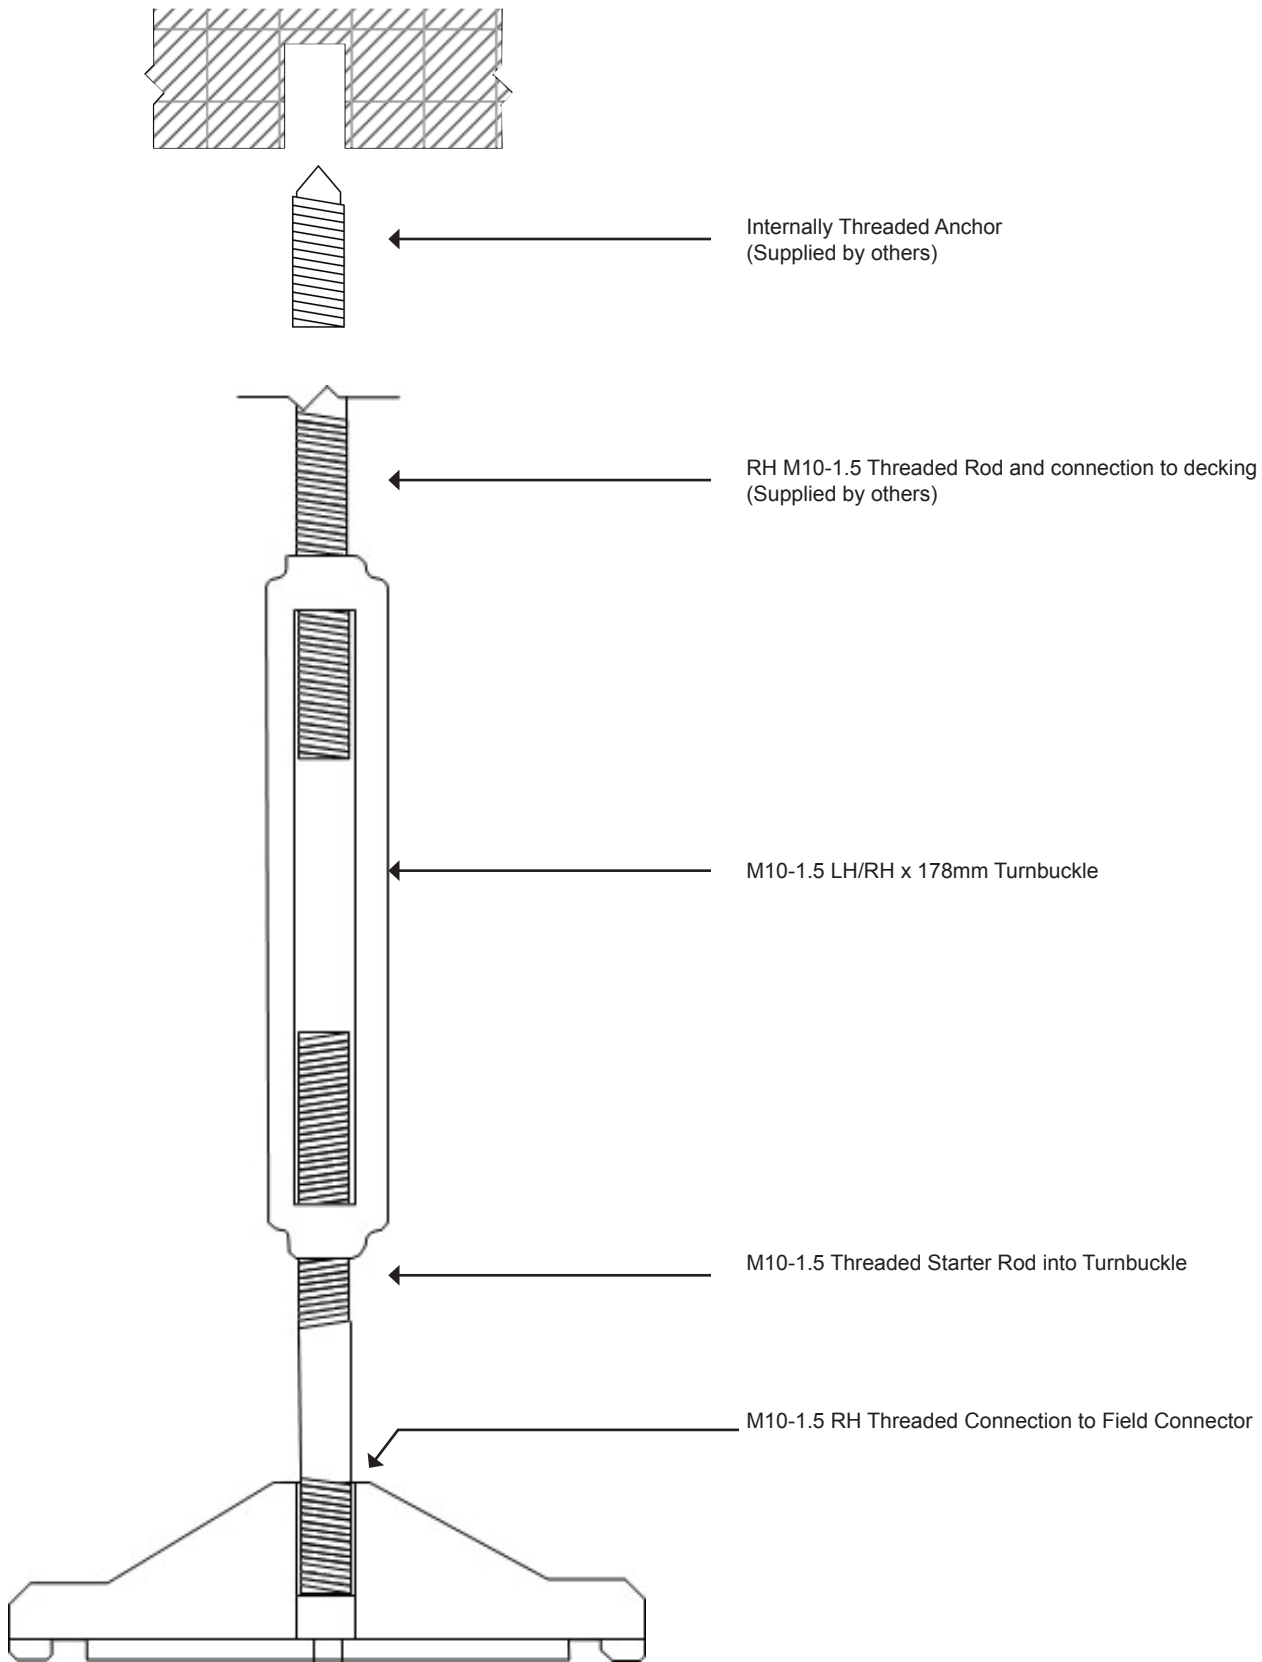 Internally Threaded Anchor
(Supplied by others)
RH M10-1.5 Threaded Rod and connection to decking
(Supplied by others)
M10-1.5 LH/RH x 178mm Turnbuckle
M10-1.5 Threaded Starter Rod into Turnbuckle
M10-1.5 RH Threaded Connection to Field Connector